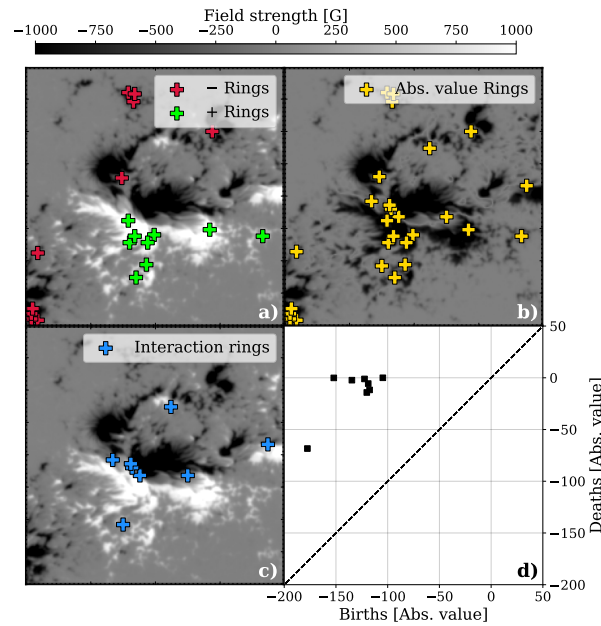 Field strength [G]
−1000 −750 −500 −250 0 250 500 750 1000
− Rings
+ Rings
a)
Abs. value Rings
b)
Interaction rings
c)
50
0
−50
−100
−150
−200
Deaths [Abs. value]
d)
−200 −150 −100 −50 0 50
Births [Abs. value]